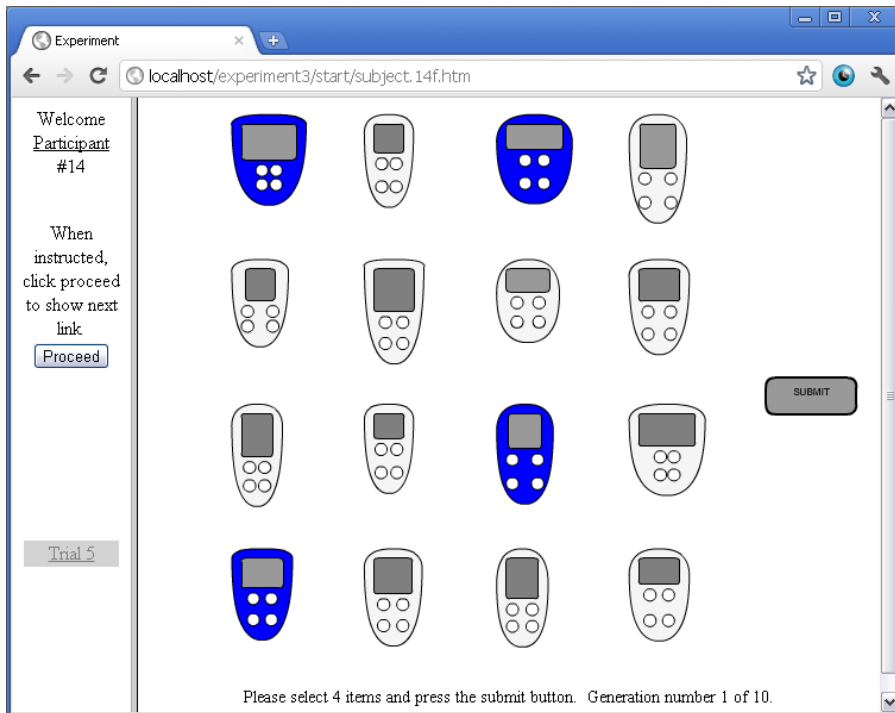 Experiment
localhost/experiment3/start/subject.14f.htm
Welcome
Participant
#14
When
instructed,
click proceed
to show next
link
Proceed
Trial 5
SUBMIT
Please select 4 items and press the submit button. Generation number 1 of 10.